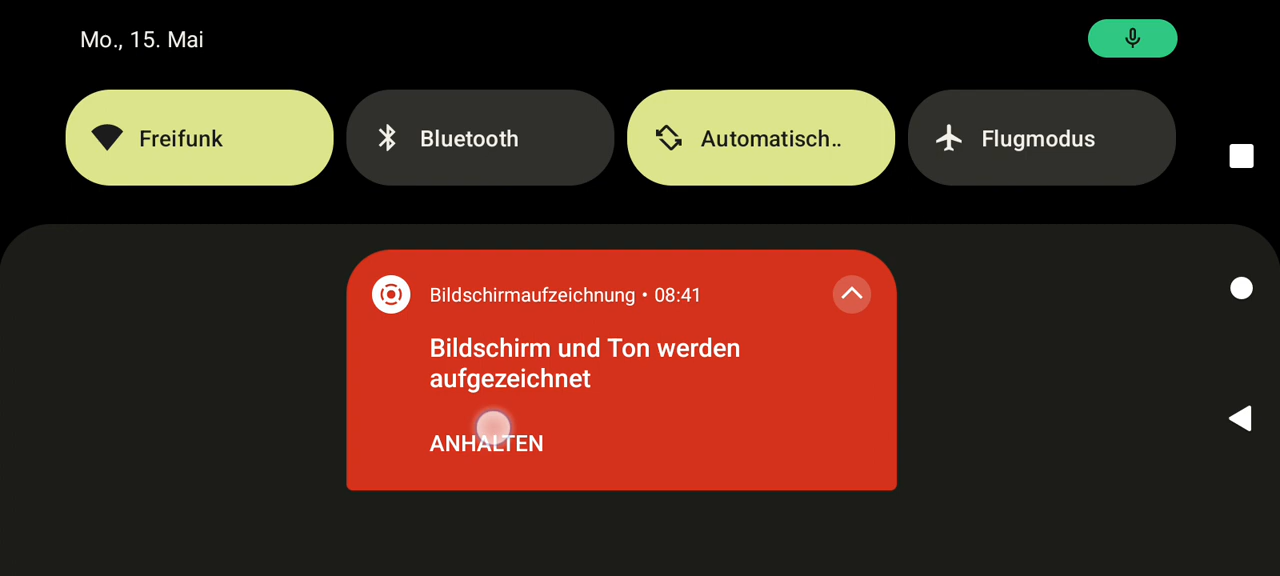 Mo., 15. Mai
Freifunk
Bluetooth
Automatisch..
Flugmodus
Bildschirmaufzeichnung • 08:41
Bildschirm und Ton werden
aufgezeichnet
ANHALTEN